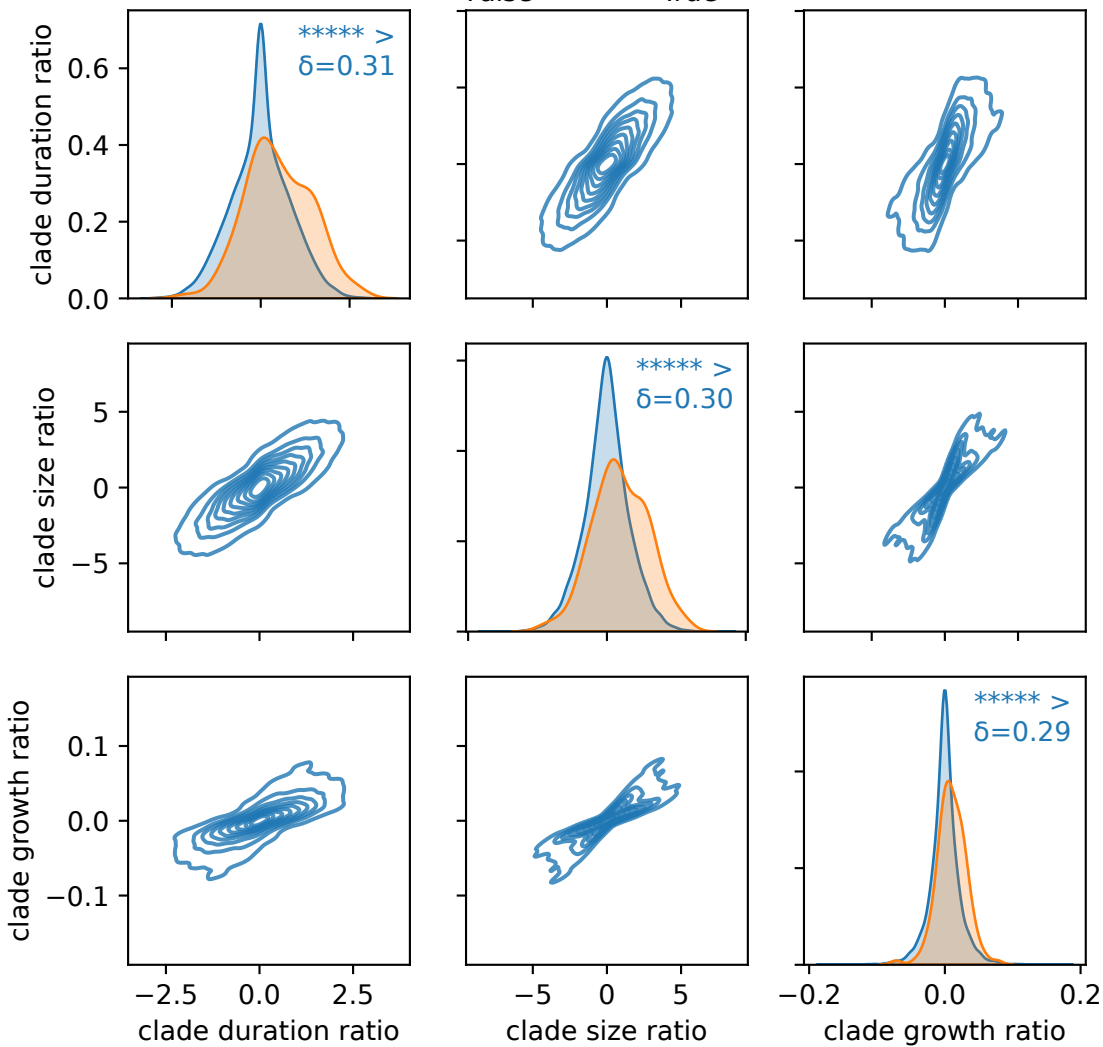 ***** >
δ=0.31
clade duration ratio
0.6
0.4
0.2
0.0
***** >
δ=0.30
clade size ratio
5
0
−5
***** >
δ=0.29
clade growth ratio
0.1
0.0
−0.1
−2.5 0.0 2.5 −5 0 5 −0.2 0.0 0.2
clade duration ratio clade size ratio clade growth ratio